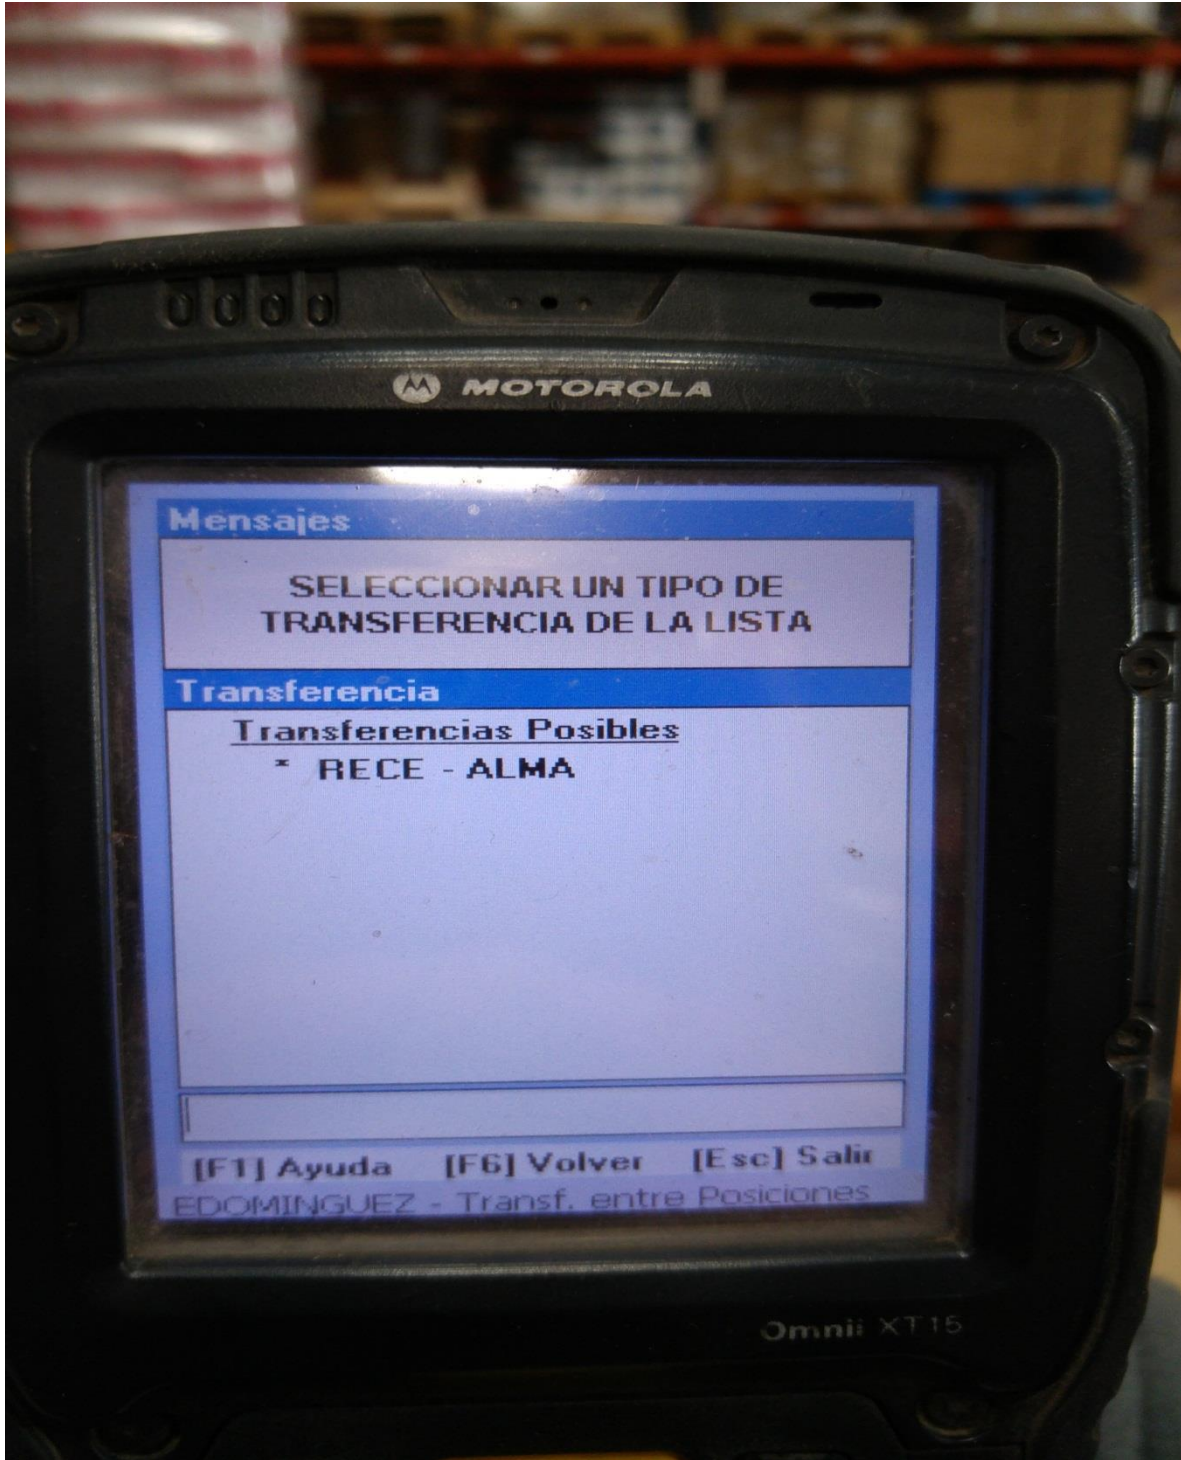 MOTOROLA
Mensajes
SELECCIONAR UN TIPO DE
TRANSFERENCIA DE LA LISTA
Transferencia
Transferencias Posibles
* RECE - ALMA
[F1] Ayuda [F6] Volver [Esc] Salir
EDOMINGUEZ - Transf. entre Posiciones
Omnii XT15